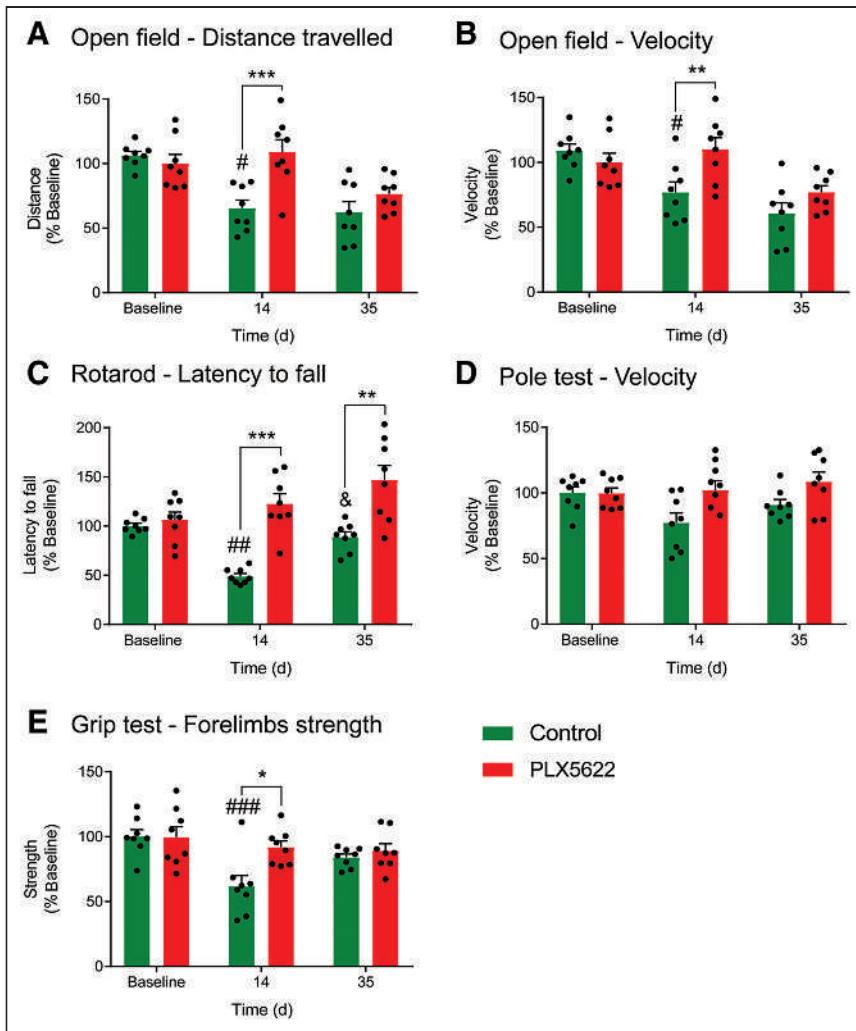 A Open field - Distance travelled
***
#
150
100
50
0
Distance
(% Baseline)
Baseline 14 35
Time (d)
B Open field - Velocity
**
#
150
100
50
0
Velocity
(% Baseline)
Baseline 14 35
Time (d)
C Rotarod - Latency to fall
**
***
&
##
200
150
100
50
0
Latency to fall
(% Baseline)
Baseline 14 35
Time (d)
D Pole test - Velocity
150
100
50
0
Velocity
(% Baseline)
Baseline 14 35
Time (d)
E Grip test - Forelimbs strength
*
###
150
100
50
0
Strength
(% Baseline)
Baseline 14 35
Time (d)
Control
PLX5622